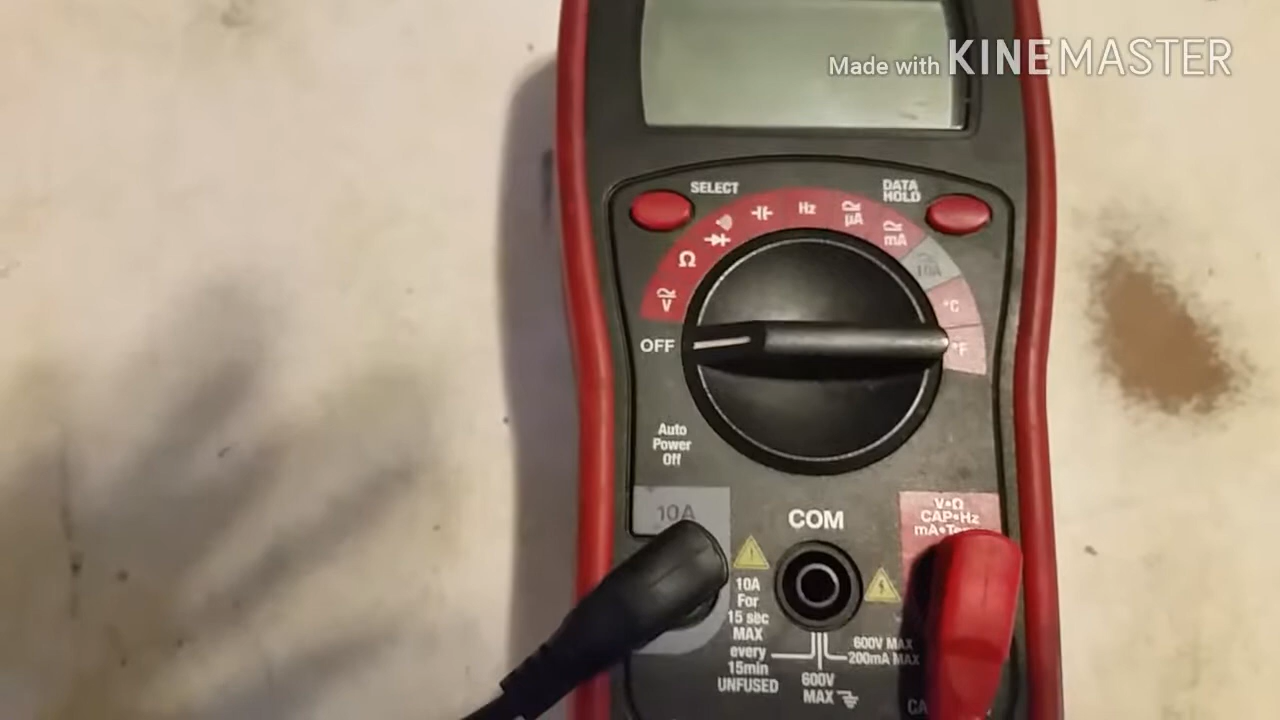 Made with KINEMASTER
SELECT
DATA
HOLD
Hz
µA
mA
Ω
V
10A
°C
OFF
°F
Auto
Power
Off
10A
COM
V•Ω
CAP•Hz
10A
For
15 sec
MAX
every
15min
UNFUSED
600V MAX
200mA MAX
600V
MAX